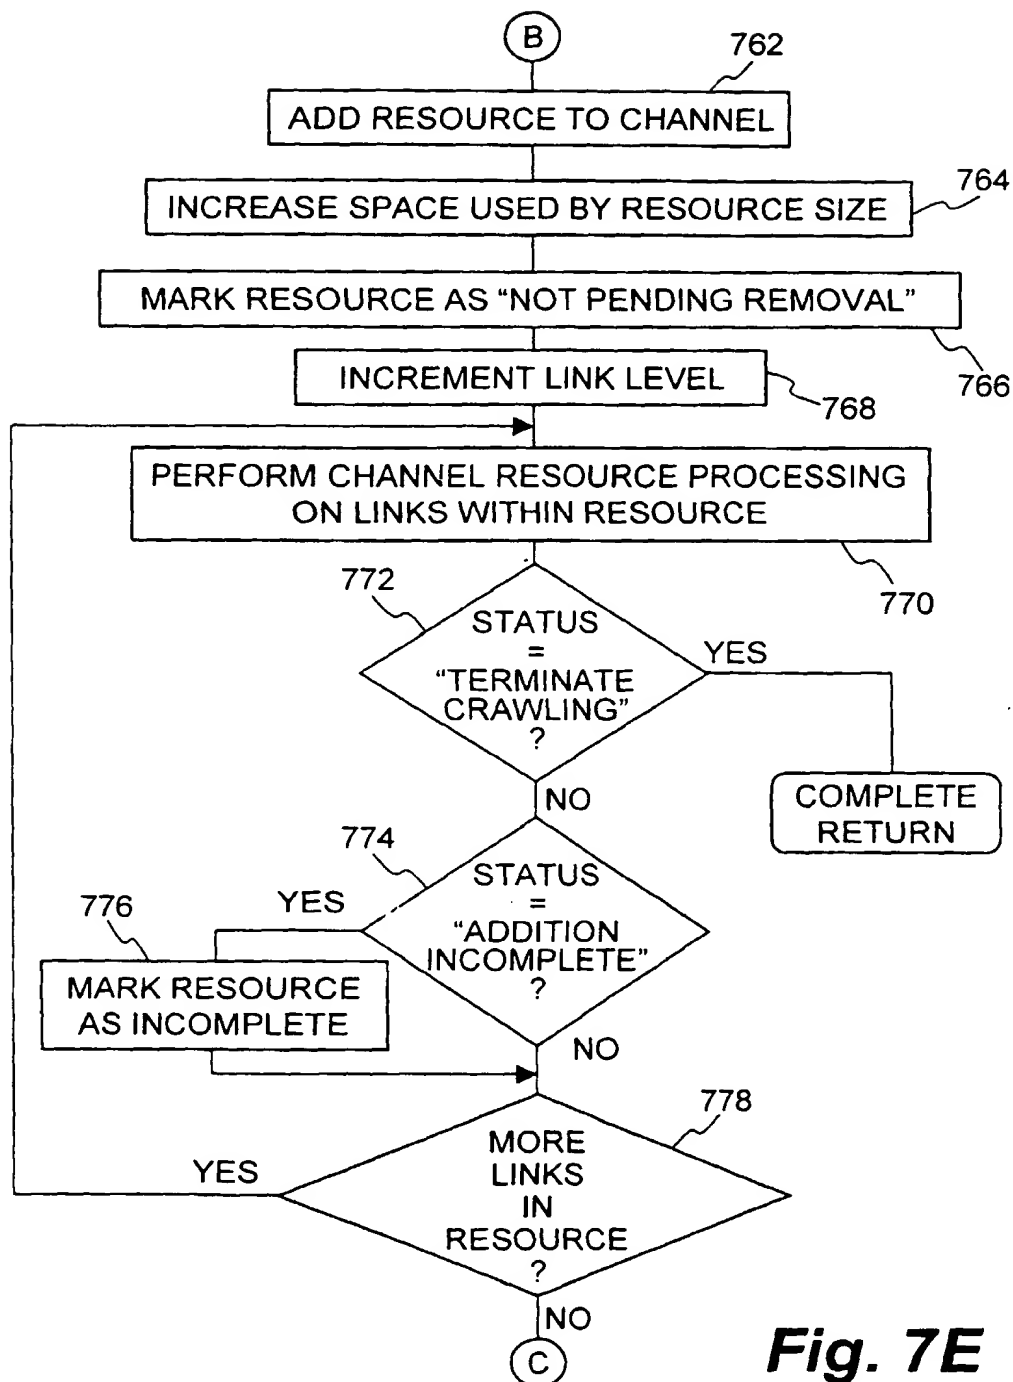 B
762
ADD RESOURCE TO CHANNEL
764
INCREASE SPACE USED BY RESOURCE SIZE
MARK RESOURCE AS “NOT PENDING REMOVAL”
766
INCREMENT LINK LEVEL
768
PERFORM CHANNEL RESOURCE PROCESSING
ON LINKS WITHIN RESOURCE
770
772
STATUS
=
“TERMINATE
CRAWLING”
?
YES
NO
COMPLETE
RETURN
774
STATUS
=
“ADDITION
INCOMPLETE”
?
YES
776
MARK RESOURCE
AS INCOMPLETE
NO
778
MORE
LINKS
IN
RESOURCE
?
YES
NO
C
Fig. 7E